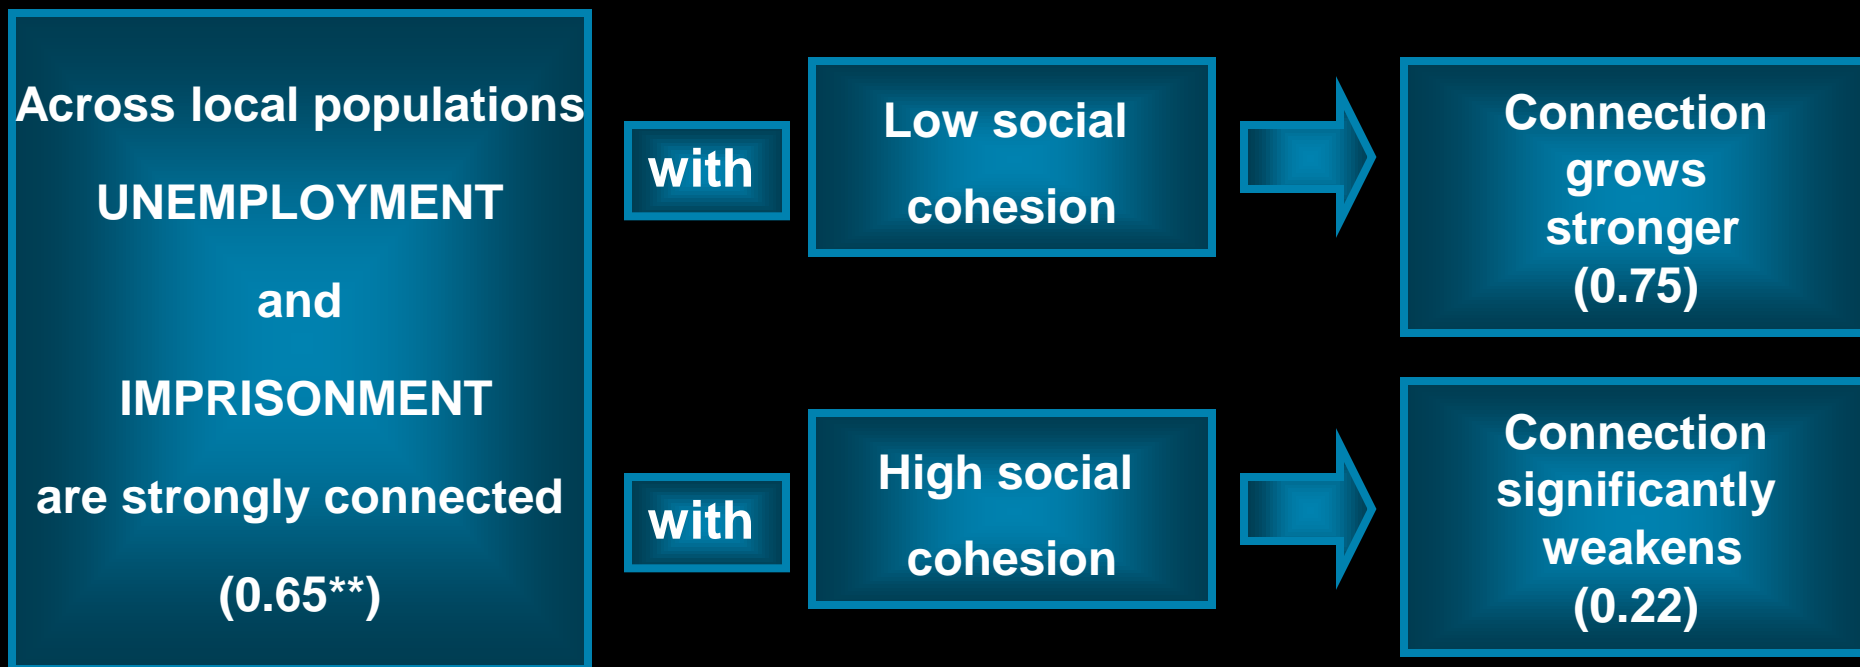 Across local populations
UNEMPLOYMENT
and
IMPRISONMENT
are strongly connected
(0.65**)
with
Low social
cohesion
Connection
grows
stronger
(0.75)
with
High social
cohesion
Connection
significantly
weakens
(0.22)